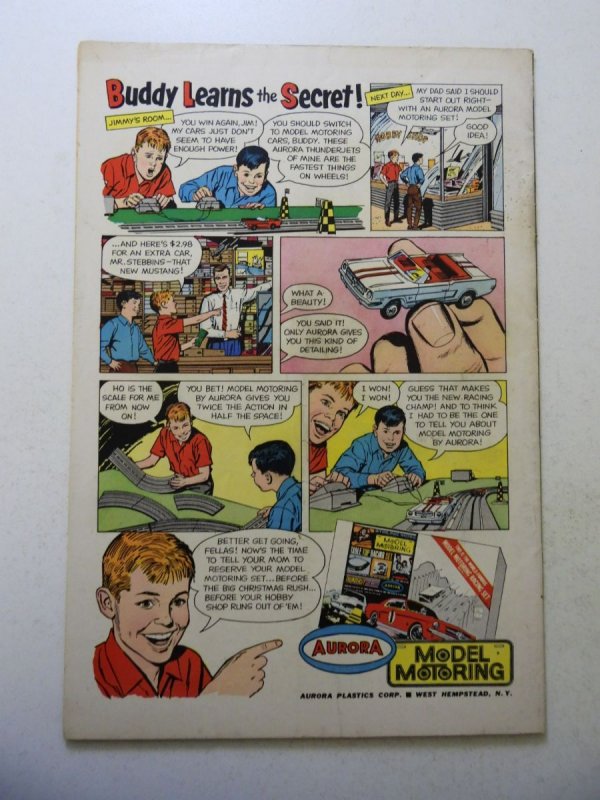 Buddy Learns the Secret!
JIMMY'S ROOM...
YOU WIN AGAIN, JIM!
MY CARS JUST DON'T
SEEM TO HAVE
ENOUGH POWER!
YOU SHOULD SWITCH
TO MODEL MOTORING
CARS, BUDDY. THESE
AURORA THUNDERJETS
OF MINE ARE THE
FASTEST THINGS
ON WHEELS!
NEXT DAY...
MY DAD SAID I SHOULD
START OUT RIGHT-
WITH AN AURORA MODEL
MOTORING SET!
GOOD
IDEA!
HOBBY SHOP
...AND HERE'S $2.98
FOR AN EXTRA CAR,
MR. STEBBINS-THAT
NEW MUSTANG!
WHAT A
BEAUTY!
YOU SAID IT!
ONLY AURORA GIVES
YOU THIS KIND OF
DETAILING!
HO IS THE
SCALE FOR ME
FROM NOW
ON!
YOU BET! MODEL MOTORING
BY AURORA GIVES YOU
TWICE THE ACTION IN
HALF THE SPACE!
I WON!
I WON!
GUESS THAT MAKES
YOU THE NEW RACING
CHAMP! AND TO THINK
I HAD TO BE THE ONE
TO TELL YOU ABOUT
MODEL MOTORING
BY AURORA!
BETTER GET GOING,
FELLAS! NOW'S THE TIME
TO TELL YOUR MOM TO
RESERVE YOUR MODEL
MOTORING SET...BEFORE
THE BIG CHRISTMAS RUSH...
BEFORE YOUR HOBBY
SHOP RUNS OUT OF 'EM!
MODEL
MOTORING
AURORA
MODEL
MOTORING
AURORA PLASTICS CORP. ■ WEST HEMPSTEAD, N.Y.